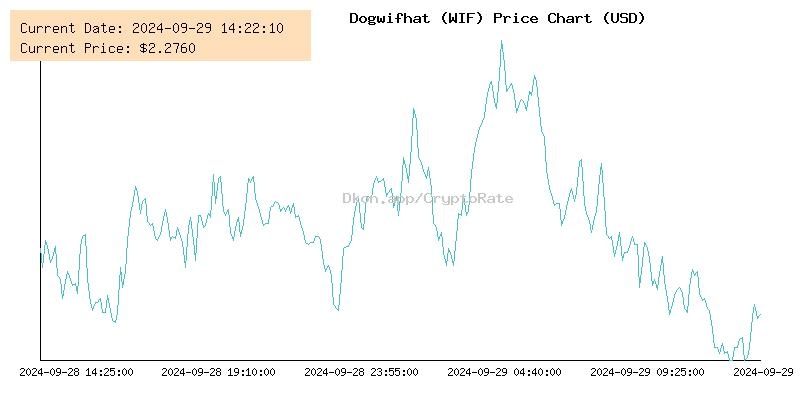 Dogwifhat (WIF) Price Chart (USD)
Current Date: 2024-09-29 14:22:10
Current Price: $2.2760
Dkon.app/CryptoRate
2024-09-28 14:25:00 2024-09-28 19:10:00 2024-09-28 23:55:00 2024-09-29 04:40:00 2024-09-29 09:25:00 2024-09-29